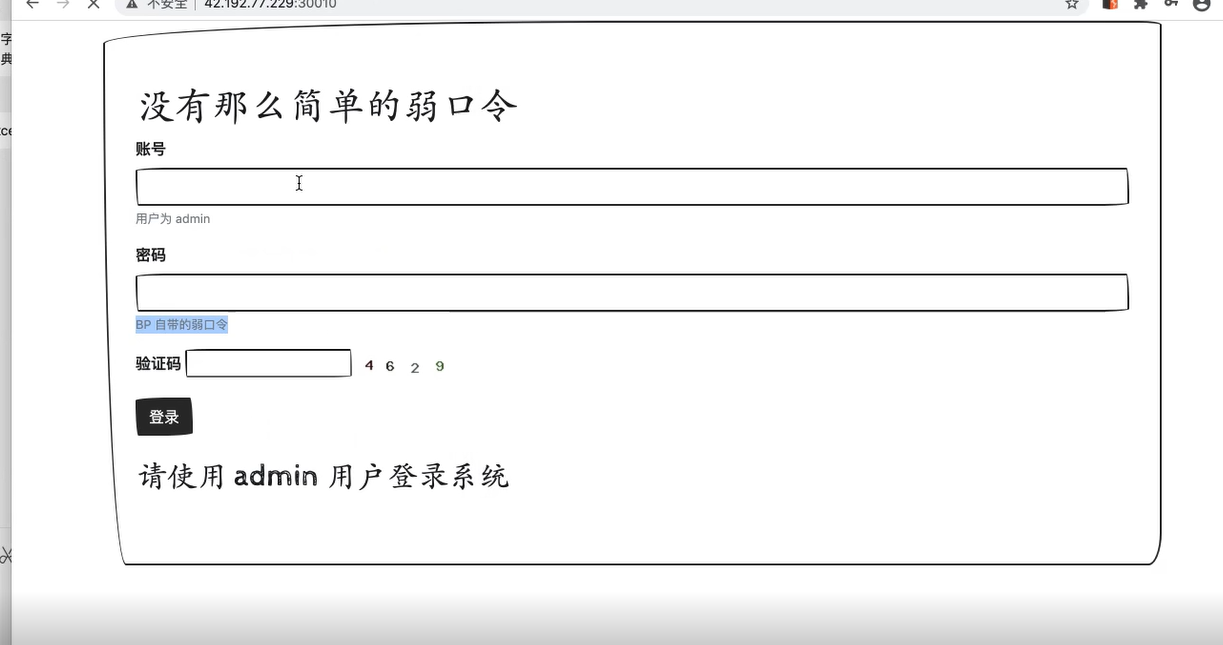 不安全 42.192.77.229:30010
字
典
没有那么简单的弱口令
账号
用户为 admin
密码
BP 自带的弱口令
验证码 4 6 2 9
登录
请使用 admin 用户登录系统